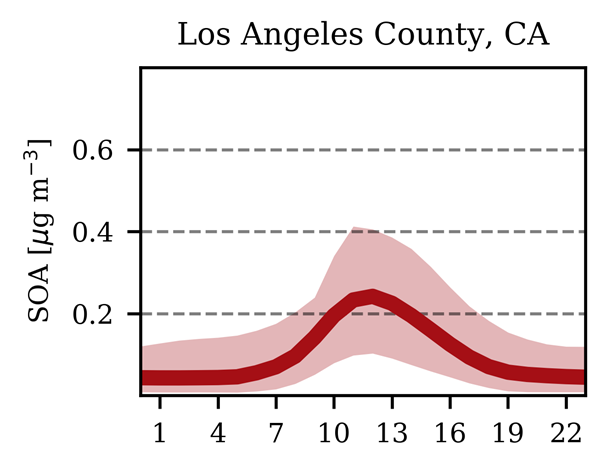 Los Angeles County, CA
SOA [μg m⁻³]
0.6
0.4
0.2
1 4 7 10 13 16 19 22